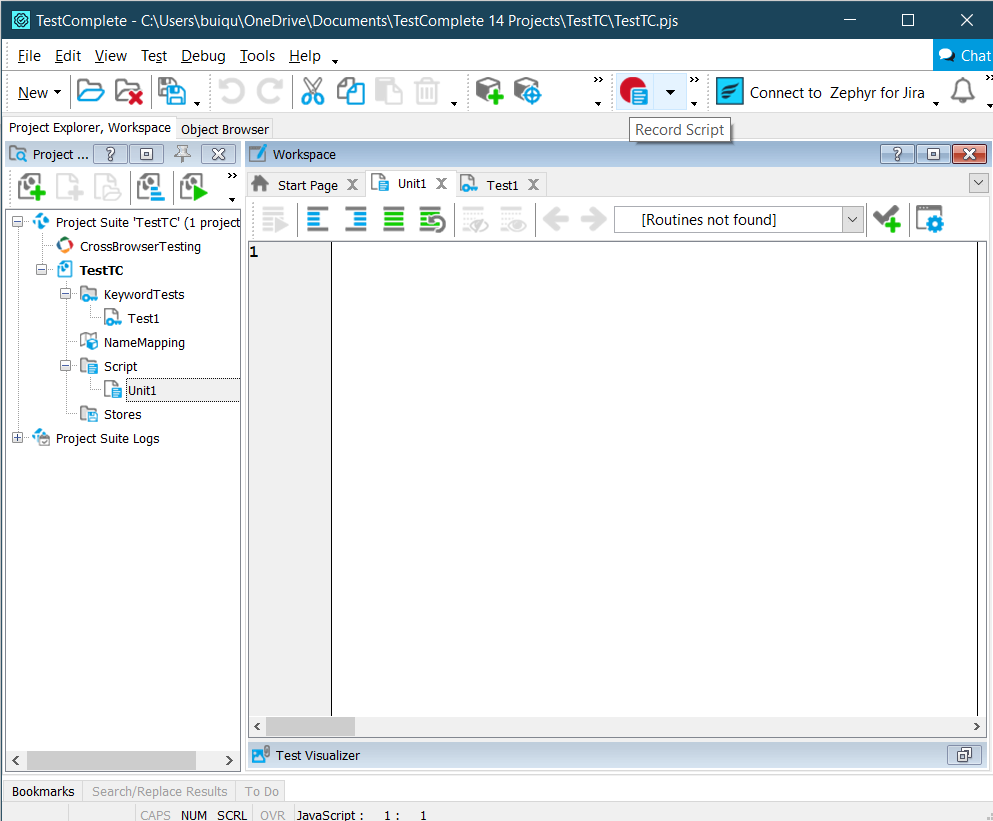 TestComplete - C:\Users\buiqu\OneDrive\Documents\TestComplete 14 Projects\TestTC\TestTC.pjs
File Edit View Test Debug Tools Help
Chat
New
Connect to Zephyr for Jira
Record Script
Project Explorer, Workspace Object Browser
Project ...
Workspace
Start Page Unit1 Test1
[Routines not found]
Project Suite 'TestTC' (1 project
CrossBrowserTesting
TestTC
KeywordTests
Test1
NameMapping
Script
Unit1
Stores
Project Suite Logs
1
Test Visualizer
Bookmarks Search/Replace Results To Do
CAPS NUM SCRL OVR JavaScript : 1 : 1